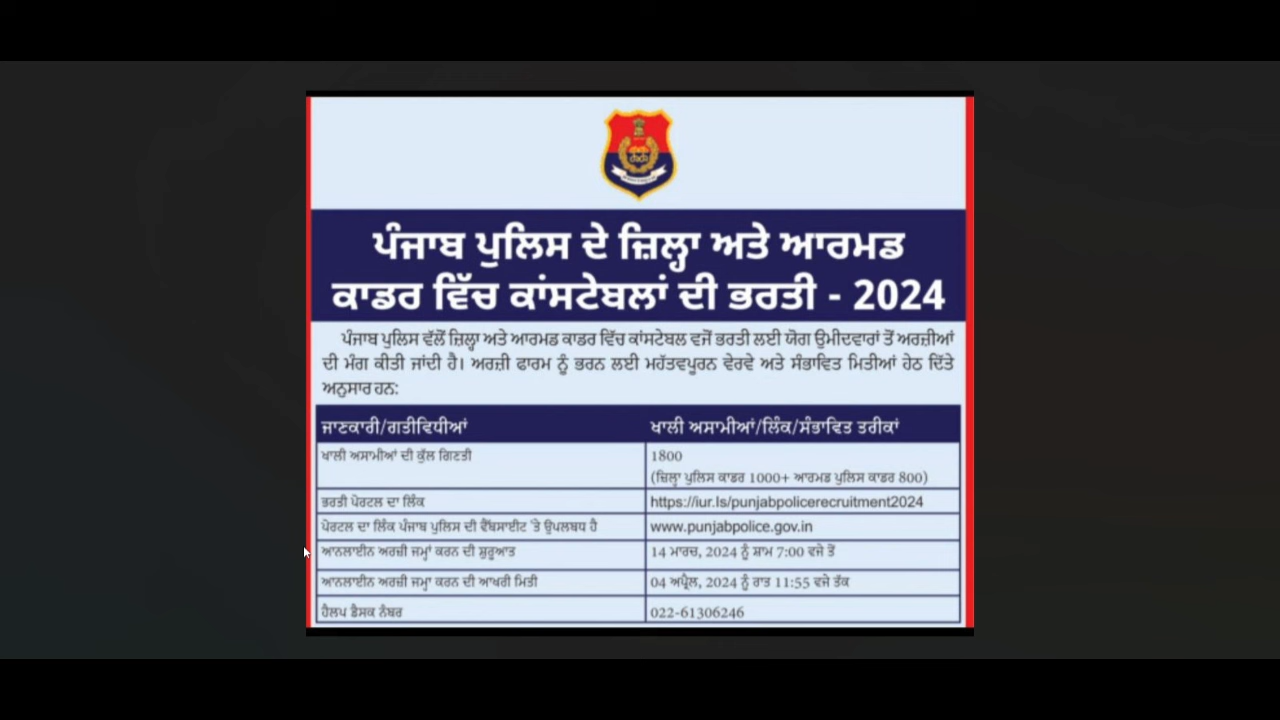 ਪੰਜਾਬ ਪੁਲਿਸ ਦੇ ਜ਼ਿਲ੍ਹਾ ਅਤੇ ਆਰਮਡ
ਕਾਡਰ ਵਿੱਚ ਕਾਂਸਟੇਬਲਾਂ ਦੀ ਭਰਤੀ - 2024
ਪੰਜਾਬ ਪੁਲਿਸ ਵੱਲੋਂ ਜ਼ਿਲ੍ਹਾ ਅਤੇ ਆਰਮਡ ਕਾਡਰ ਵਿੱਚ ਕਾਂਸਟੇਬਲ ਵਜੋਂ ਭਰਤੀ ਲਈ ਯੋਗ ਉਮੀਦਵਾਰਾਂ ਤੋਂ ਅਰਜ਼ੀਆਂ
ਦੀ ਮੰਗ ਕੀਤੀ ਜਾਂਦੀ ਹੈ। ਅਰਜ਼ੀ ਫਾਰਮ ਨੂੰ ਭਰਨ ਲਈ ਮਹੱਤਵਪੂਰਨ ਵੇਰਵੇ ਅਤੇ ਸੰਭਾਵਿਤ ਮਿਤੀਆਂ ਹੇਠ ਦਿੱਤੇ
ਅਨੁਸਾਰ ਹਨ:
ਜਾਣਕਾਰੀ/ਗਤੀਵਿਧੀਆਂ ਖਾਲੀ ਅਸਾਮੀਆਂ/ਲਿੰਕ/ਸੰਭਾਵਿਤ ਤਰੀਕਾਂ
ਖਾਲੀ ਅਸਾਮੀਆਂ ਦੀ ਕੁੱਲ ਗਿਣਤੀ 1800
(ਜ਼ਿਲ੍ਹਾ ਪੁਲਿਸ ਕਾਡਰ 1000+ ਆਰਮਡ ਪੁਲਿਸ ਕਾਡਰ 800)
ਭਰਤੀ ਪੋਰਟਲ ਦਾ ਲਿੰਕ https://iur.ls/punjabpolicerecruitment2024
ਪੋਰਟਲ ਦਾ ਲਿੰਕ ਪੰਜਾਬ ਪੁਲਿਸ ਦੀ ਵੈੱਬਸਾਈਟ 'ਤੇ ਉਪਲਬਧ ਹੈ www.punjabpolice.gov.in
ਆਨਲਾਈਨ ਅਰਜ਼ੀ ਜਮ੍ਹਾਂ ਕਰਨ ਦੀ ਸ਼ੁਰੂਆਤ 14 ਮਾਰਚ, 2024 ਨੂੰ ਸ਼ਾਮ 7:00 ਵਜੇ ਤੋਂ
ਆਨਲਾਈਨ ਅਰਜ਼ੀ ਜਮ੍ਹਾ ਕਰਨ ਦੀ ਆਖਰੀ ਮਿਤੀ 04 ਅਪ੍ਰੈਲ, 2024 ਨੂੰ ਰਾਤ 11:55 ਵਜੇ ਤੱਕ
ਹੈਲਪ ਡੈਸਕ ਨੰਬਰ 022-61306246